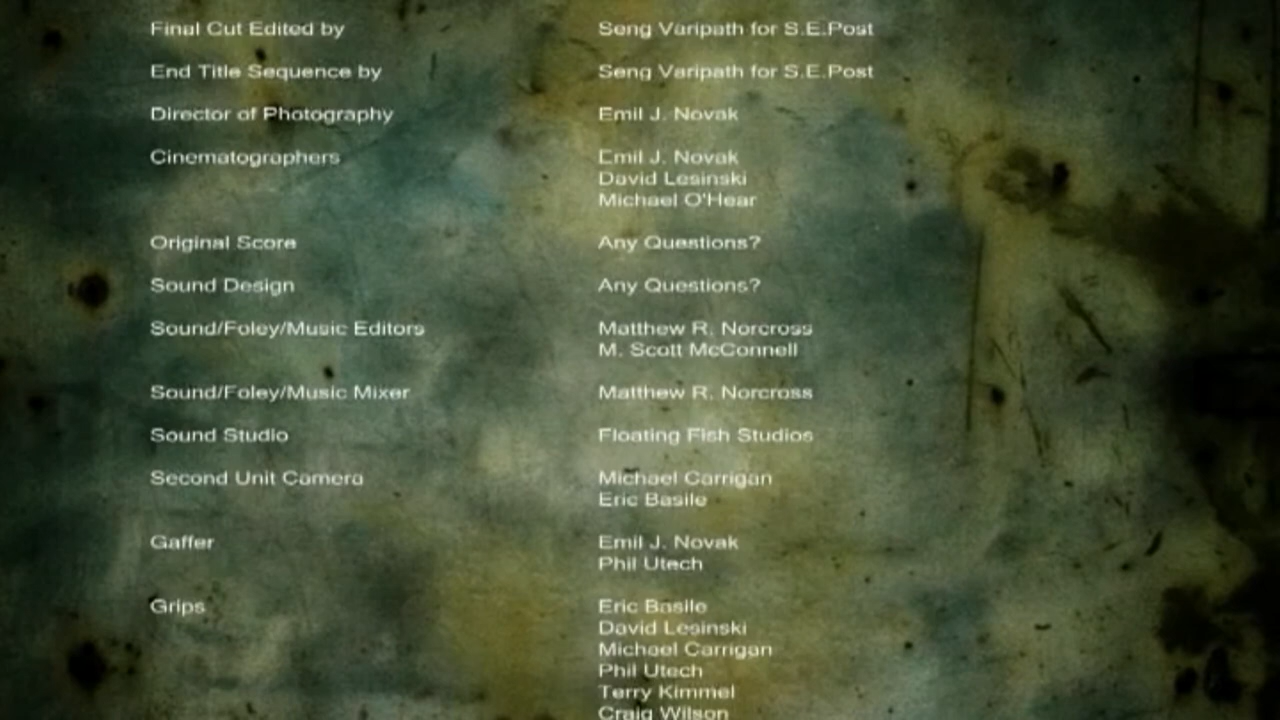 Final Cut Edited by Seng Varipath for S.E.Post
End Title Sequence by Seng Varipath for S.E.Post
Director of Photography Emil J. Novak
Cinematographers Emil J. Novak
David Lesinski
Michael O'Hear
Original Score Any Questions?
Sound Design Any Questions?
Sound/Foley/Music Editors Matthew R. Norcross
M. Scott McConnell
Sound/Foley/Music Mixer Matthew R. Norcross
Sound Studio Floating Fish Studios
Second Unit Camera Michael Carrigan
Eric Basile
Gaffer Emil J. Novak
Phil Utech
Grips Eric Basile
David Lesinski
Michael Carrigan
Phil Utech
Terry Kimmel
Craig Wilson